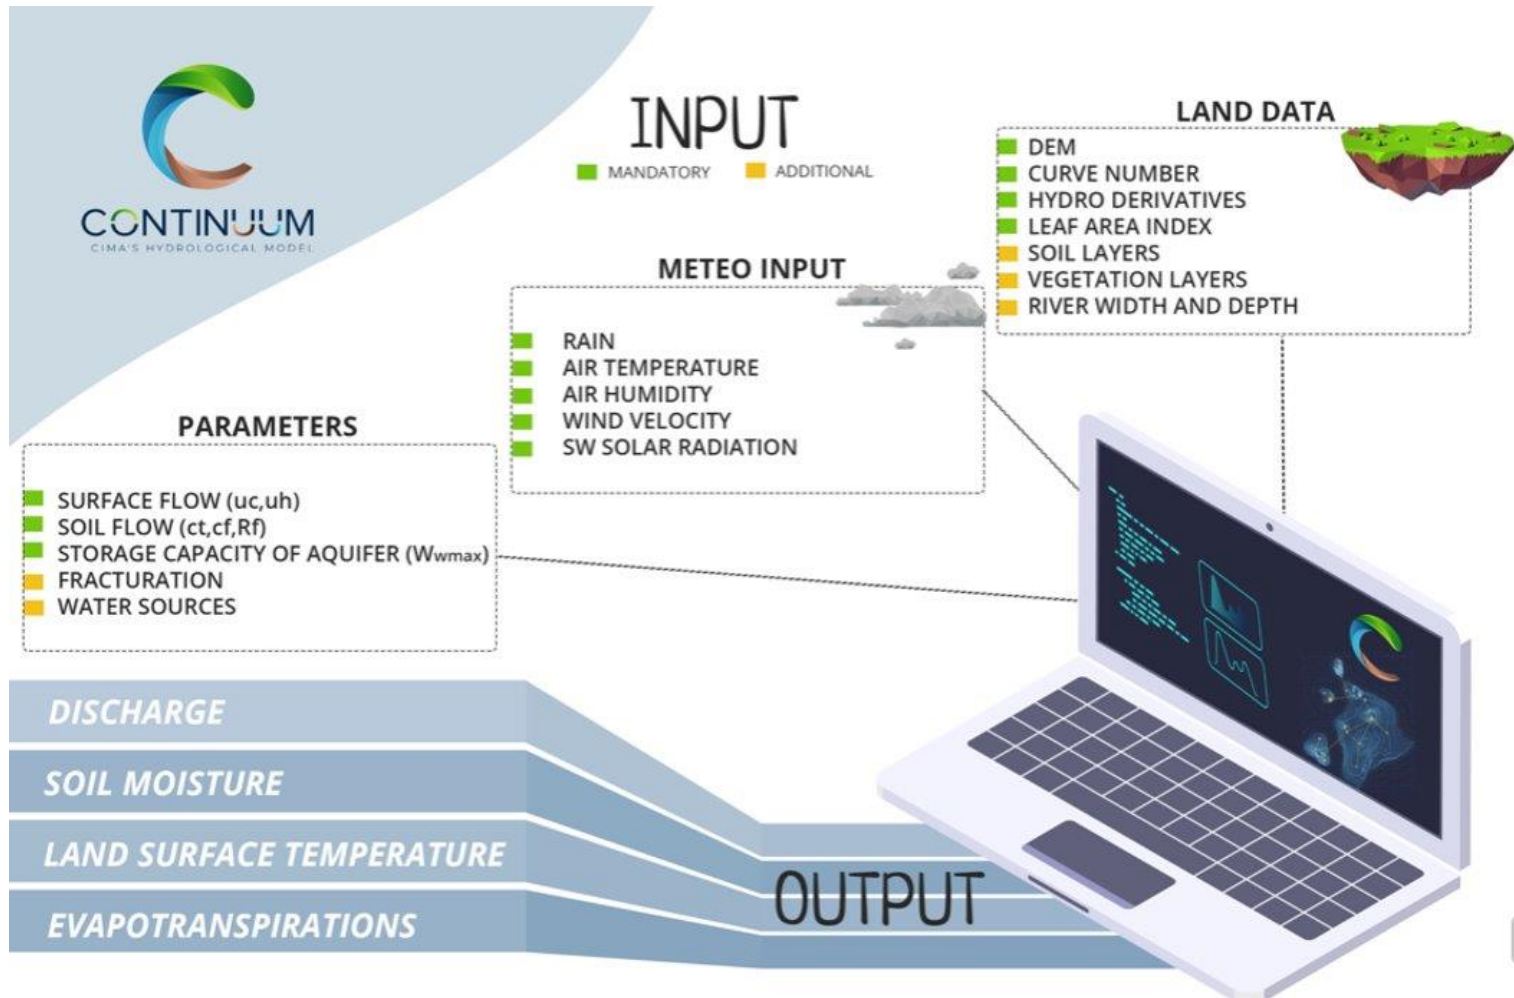 CONTINUUM
CIMA'S HYDROLOGICAL MODEL
INPUT
MANDATORY
ADDITIONAL
LAND DATA
DEM
CURVE NUMBER
HYDRO DERIVATIVES
LEAF AREA INDEX
SOIL LAYERS
VEGETATION LAYERS
RIVER WIDTH AND DEPTH
METEO INPUT
RAIN
AIR TEMPERATURE
AIR HUMIDITY
WIND VELOCITY
SW SOLAR RADIATION
PARAMETERS
SURFACE FLOW (uc,uh)
SOIL FLOW (ct,cf,Rf)
STORAGE CAPACITY OF AQUIFER (Wwmax)
FRACTURATION
WATER SOURCES
DISCHARGE
SOIL MOISTURE
LAND SURFACE TEMPERATURE
EVAPOTRANSPIRATIONS
OUTPUT